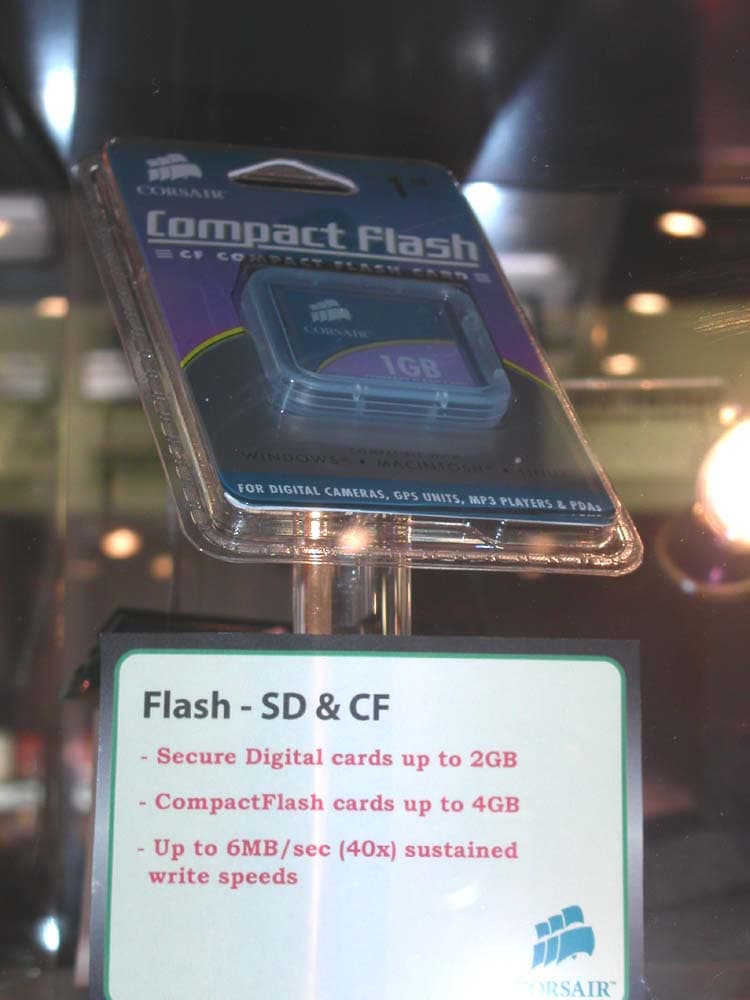 CORSAIR
1
Compact Flash
CF COMPACT FLASH CARD
CORSAIR
1GB
WINDOWS • MACINTOSH • LINUX
FOR DIGITAL CAMERAS, GPS UNITS, MP3 PLAYERS & PDAs
Flash - SD & CF
- Secure Digital cards up to 2GB
- CompactFlash cards up to 4GB
- Up to 6MB/sec (40x) sustained
write speeds
CORSAIR™